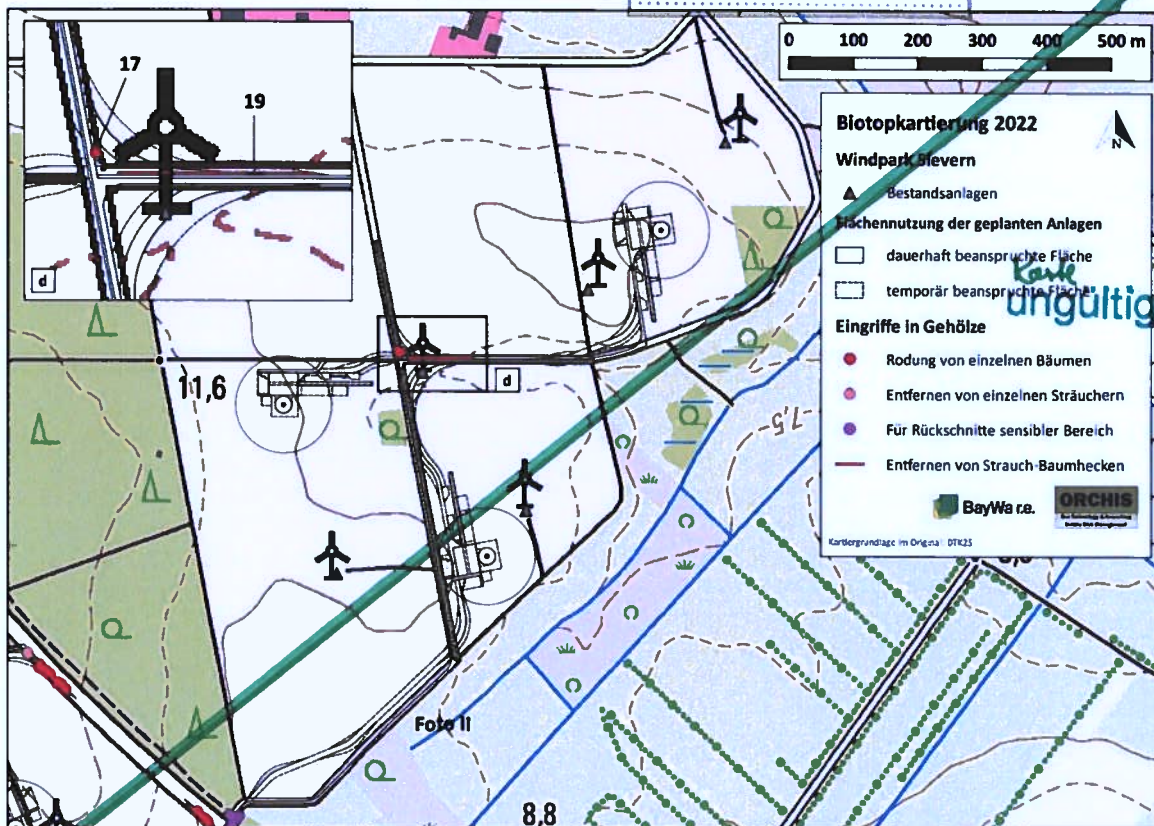 17
19
d
0 100 200 300 400 500 m
Biotopkartierung 2022
N
Windpark Sievern
Bestandsanlagen
Flächennutzung der geplanten Anlagen
dauerhaft beanspruchte Fläche
temporär beanspruchte Fläche
Karte
ungültig
Eingriffe in Gehölze
Rodung von einzelnen Bäumen
Entfernen von einzelnen Sträuchern
Für Rückschnitte sensibler Bereich
Entfernen von Strauch-Baumhecken
BayWa r.e.
ORCHIS
Kartiergrundlage im Original: DTK25
11,6
d
7,5
Foto II
8,8